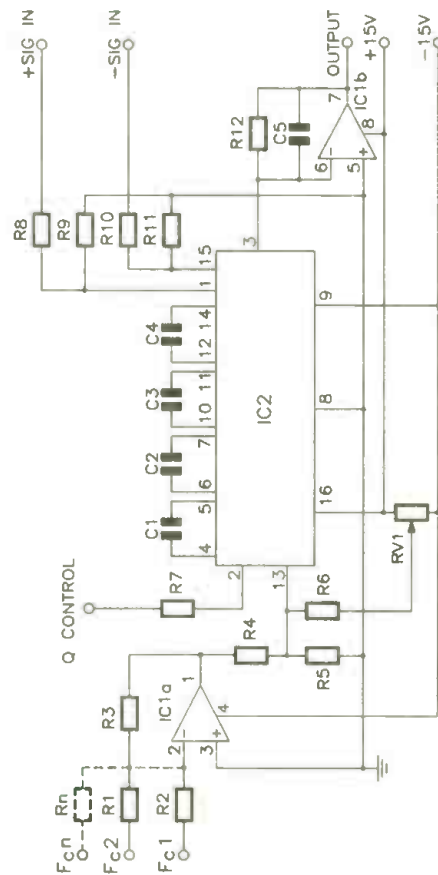 +SIG IN
-SIG IN
OUTPUT
+15V
-15V
R8
R9
R10
R11
R12
C5
6
-
5
+
7
IC1b
8
3
15
1
14
12
C4
11
10
C3
7
6
C2
5
4
C1
IC2
9
8
16
2
13
Q CONTROL
R7
R6
RV1
R4
R5
R3
1
IC1a
4
2
-
3
+
Rn
R1
R2
Fcn
Fc2
Fc1